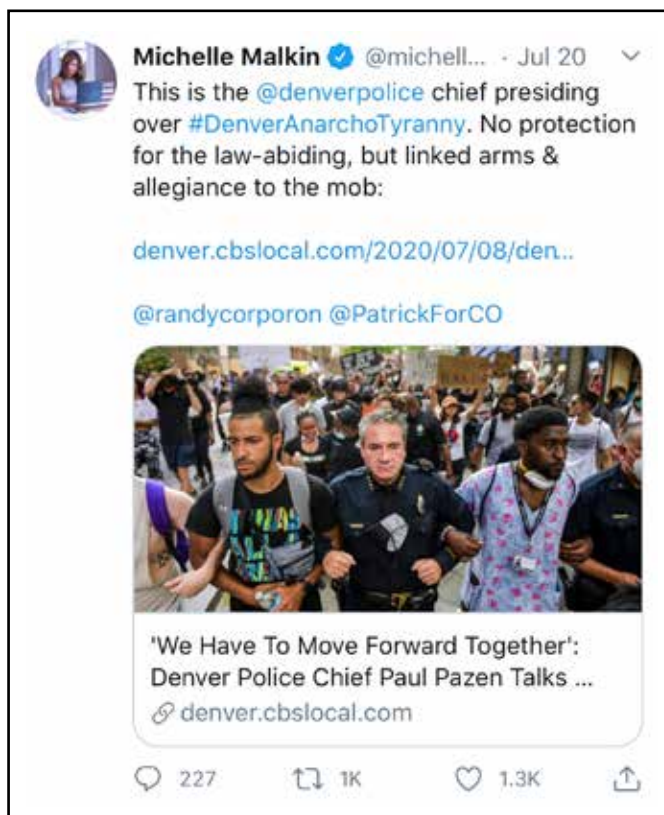 Michelle Malkin @michell... · Jul 20
This is the @denverpolice chief presiding
over #DenverAnarchoTyranny. No protection
for the law-abiding, but linked arms &
allegiance to the mob:
denver.cbslocal.com/2020/07/08/den...
@randycorporon @PatrickForCO
'We Have To Move Forward Together':
Denver Police Chief Paul Pazen Talks ...
denver.cbslocal.com
227 1K 1.3K